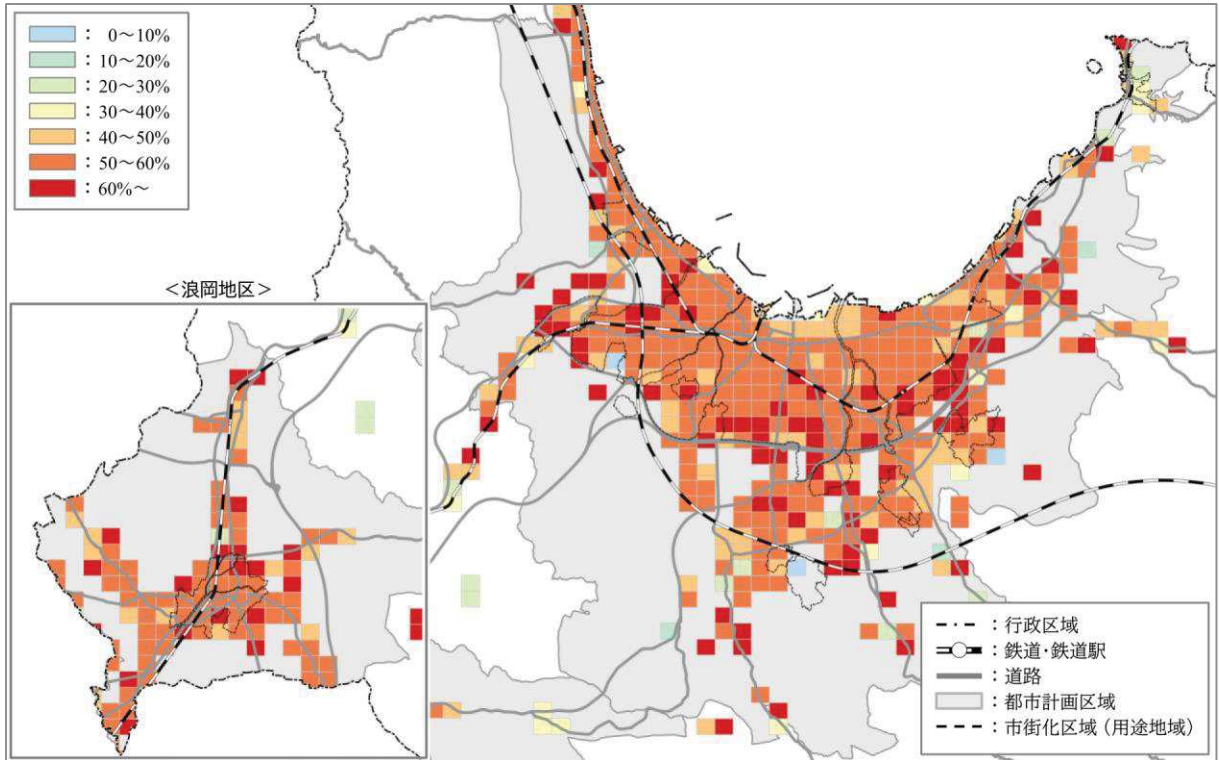 ： 0～10%
： 10～20%
： 20～30%
： 30～40%
： 40～50%
： 50～60%
： 60%～
＜浪岡地区＞
：行政区域
：鉄道・鉄道駅
：道路
：都市計画区域
：市街化区域（用途地域）